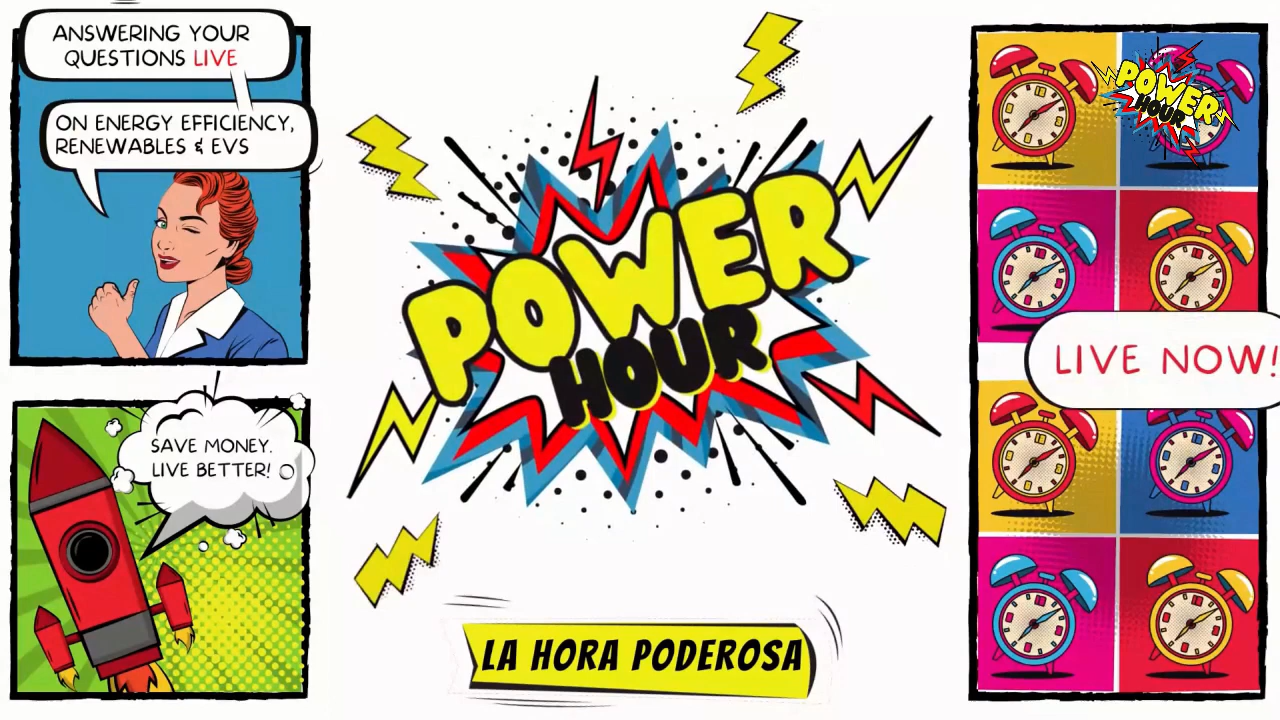 ANSWERING YOUR
QUESTIONS LIVE
ON ENERGY EFFICIENCY,
RENEWABLES & EVS
SAVE MONEY.
LIVE BETTER!
POWER
HOUR
LA HORA PODEROSA
POWER
HOUR
LIVE NOW!